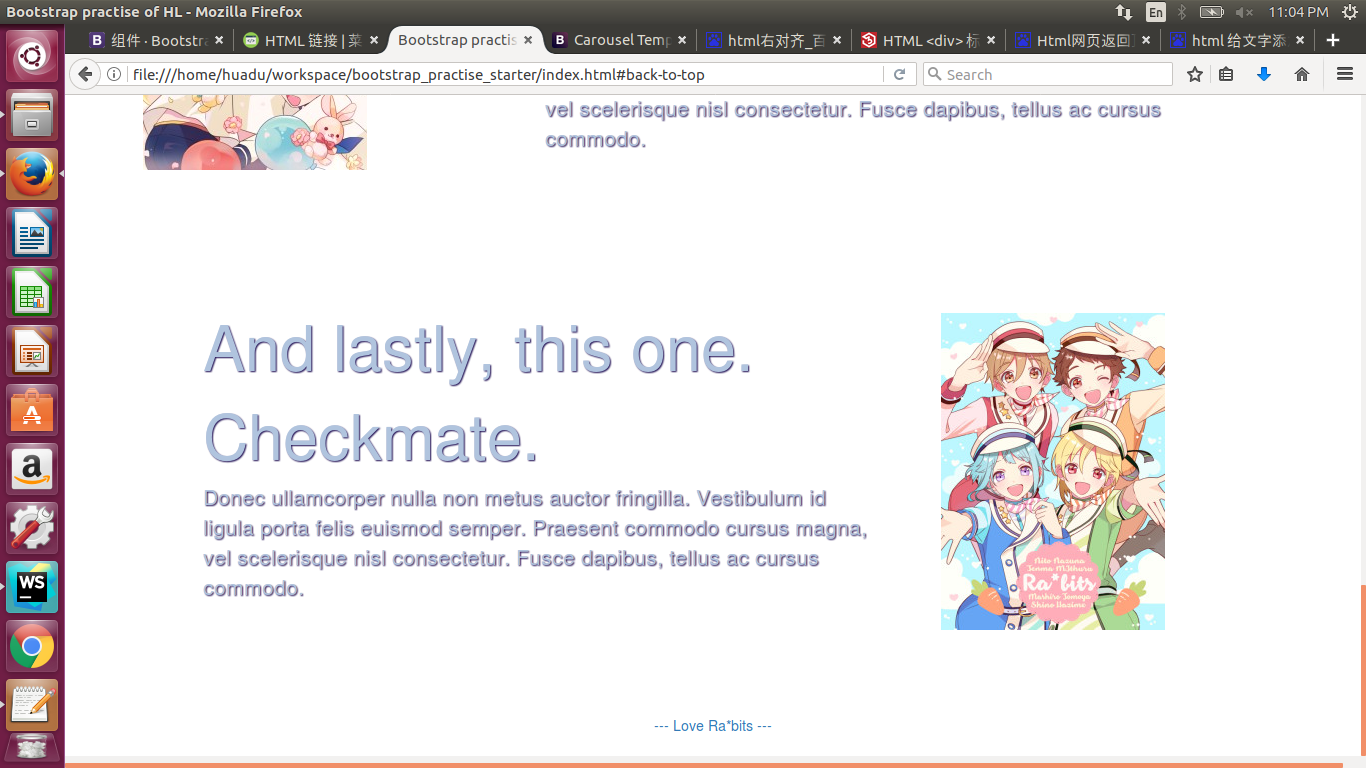 Bootstrap practise of HL - Mozilla Firefox
En
11:04 PM
组件 · Bootstra
HTML 链接 | 菜
Bootstrap practis
Carousel Temp
html右对齐_百
HTML <div> 标
Html网页返回
html 给文字添
file:///home/huadu/workspace/bootstrap_practise_starter/index.html#back-to-top
Search
vel scelerisque nisl consectetur. Fusce dapibus, tellus ac cursus
commodo.
And lastly, this one.
Checkmate.
Donec ullamcorper nulla non metus auctor fringilla. Vestibulum id
ligula porta felis euismod semper. Praesent commodo cursus magna,
vel scelerisque nisl consectetur. Fusce dapibus, tellus ac cursus
commodo.
Nito Nazuna
Tenma Mitsuru
Ra*bits
Mashiro Tomoya
Shino Hajime
WS
--- Love Ra*bits ---